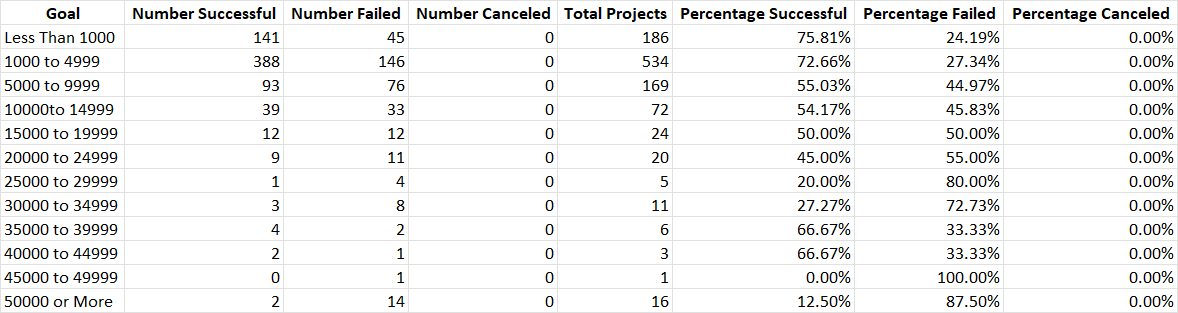 Goal Number Successful Number Failed Number Canceled Total Projects Percentage Successful Percentage Failed Percentage Canceled
Less Than 1000 141 45 0 186 75.81% 24.19% 0.00%
1000 to 4999 388 146 0 534 72.66% 27.34% 0.00%
5000 to 9999 93 76 0 169 55.03% 44.97% 0.00%
10000to 14999 39 33 0 72 54.17% 45.83% 0.00%
15000 to 19999 12 12 0 24 50.00% 50.00% 0.00%
20000 to 24999 9 11 0 20 45.00% 55.00% 0.00%
25000 to 29999 1 4 0 5 20.00% 80.00% 0.00%
30000 to 34999 3 8 0 11 27.27% 72.73% 0.00%
35000 to 39999 4 2 0 6 66.67% 33.33% 0.00%
40000 to 44999 2 1 0 3 66.67% 33.33% 0.00%
45000 to 49999 0 1 0 1 0.00% 100.00% 0.00%
50000 or More 2 14 0 16 12.50% 87.50% 0.00%